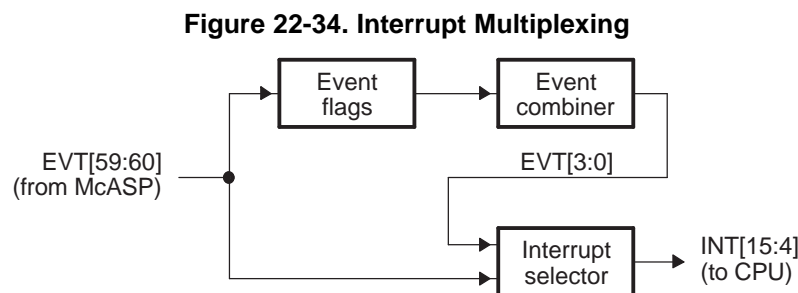 Figure 22-34. Interrupt Multiplexing
Event
flags
Event
combiner
EVT[59:60]
(from McASP)
EVT[3:0]
Interrupt
selector
INT[15:4]
(to CPU)